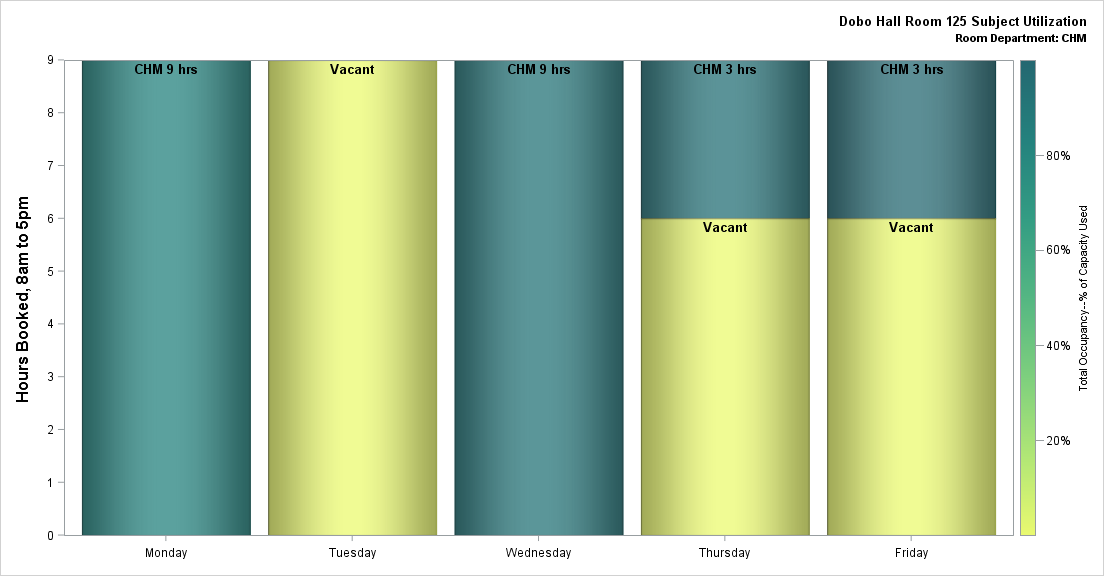 Dobo Hall Room 125 Subject Utilization
Room Department: CHM
Hours Booked, 8am to 5pm
9
8
7
6
5
4
3
2
1
0
CHM 9 hrs
Vacant
CHM 9 hrs
CHM 3 hrs
CHM 3 hrs
Vacant
Vacant
Monday
Tuesday
Wednesday
Thursday
Friday
80%
60%
40%
20%
Total Occupancy--% of Capacity Used